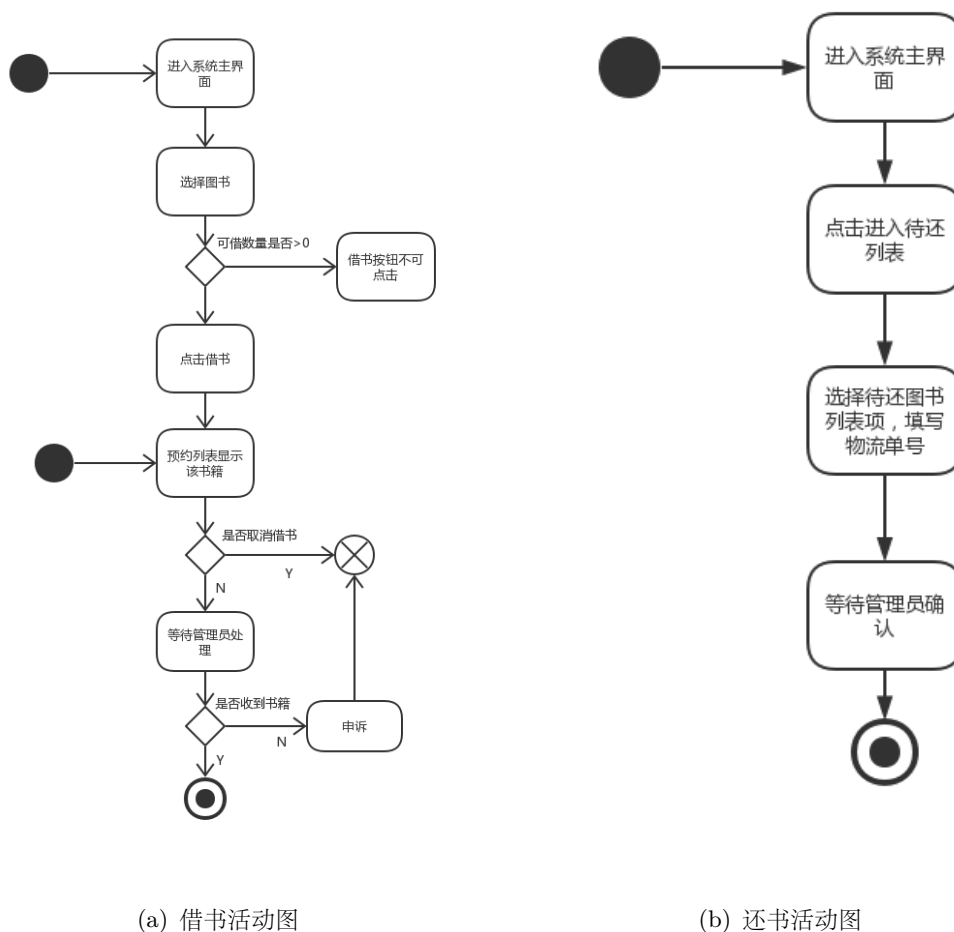 进入系统主界
面
选择图书
可借数量是否>0
借书按钮不可
点击
点击借书
预约列表显示
该书籍
是否取消借书
Y
N
等待管理员处
理
是否收到书籍
N
申诉
Y
(a) 借书活动图
进入系统主界
面
点击进入待还
列表
选择待还图书
列表项，填写
物流单号
等待管理员确
认
(b) 还书活动图